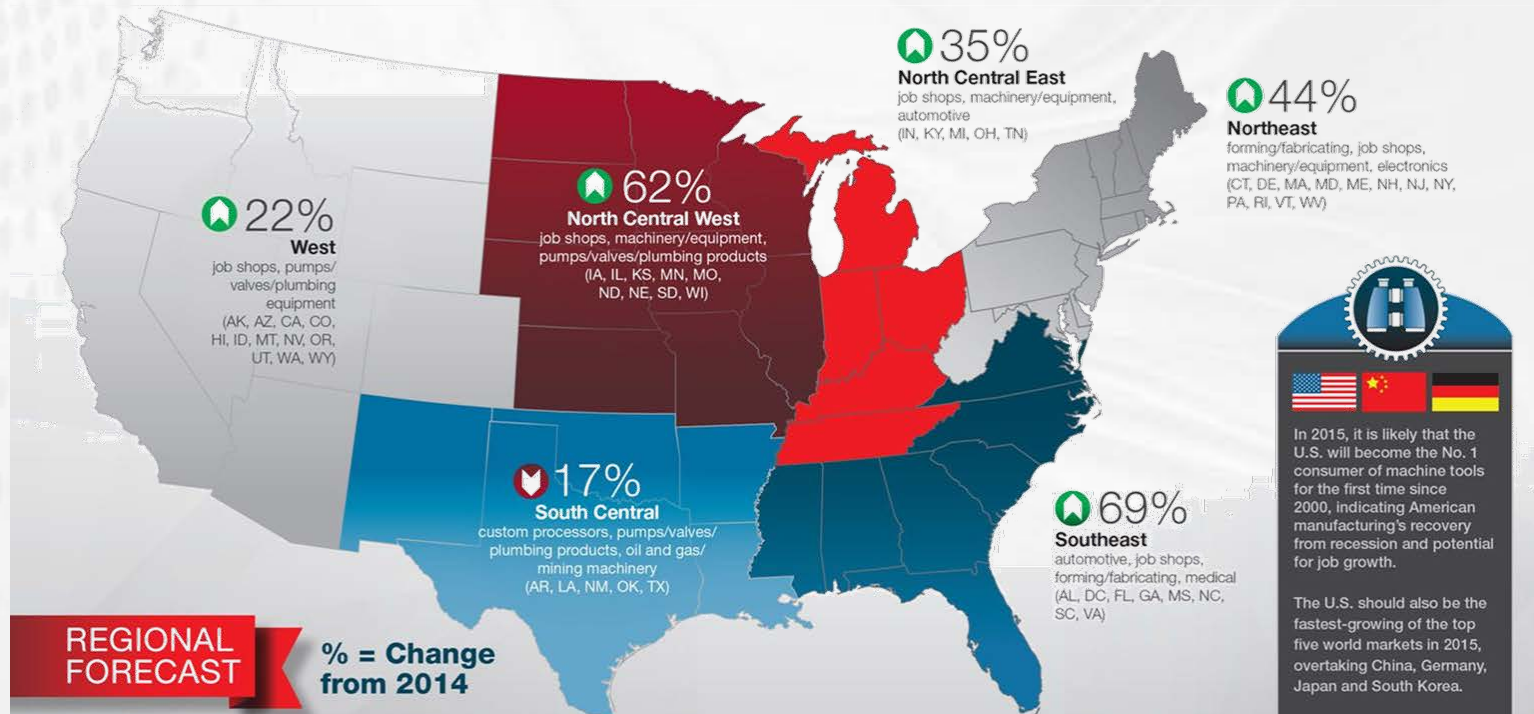 35%
North Central East
job shops, machinery/equipment,
automotive
(IN, KY, MI, OH, TN)
44%
Northeast
forming/fabricating, job shops,
machinery/equipment, electronics
(CT, DE, MA, MD, ME, NH, NJ, NY,
PA, RI, VT, WV)
62%
North Central West
job shops, machinery/equipment,
pumps/valves/plumbing products
(IA, IL, KS, MN, MO,
ND, NE, SD, WI)
22%
West
job shops, pumps/
valves/plumbing
equipment
(AK, AZ, CA, CO,
HI, ID, MT, NV, OR,
UT, WA, WY)
17%
South Central
custom processors, pumps/valves/
plumbing products, oil and gas/
mining machinery
(AR, LA, NM, OK, TX)
69%
Southeast
automotive, job shops,
forming/fabricating, medical
(AL, DC, FL, GA, MS, NC,
SC, VA)
In 2015, it is likely that the
U.S. will become the No. 1
consumer of machine tools
for the first time since
2000, indicating American
manufacturing's recovery
from recession and potential
for job growth.
The U.S. should also be the
fastest-growing of the top
five world markets in 2015,
overtaking China, Germany,
Japan and South Korea.
REGIONAL
FORECAST
% = Change
from 2014